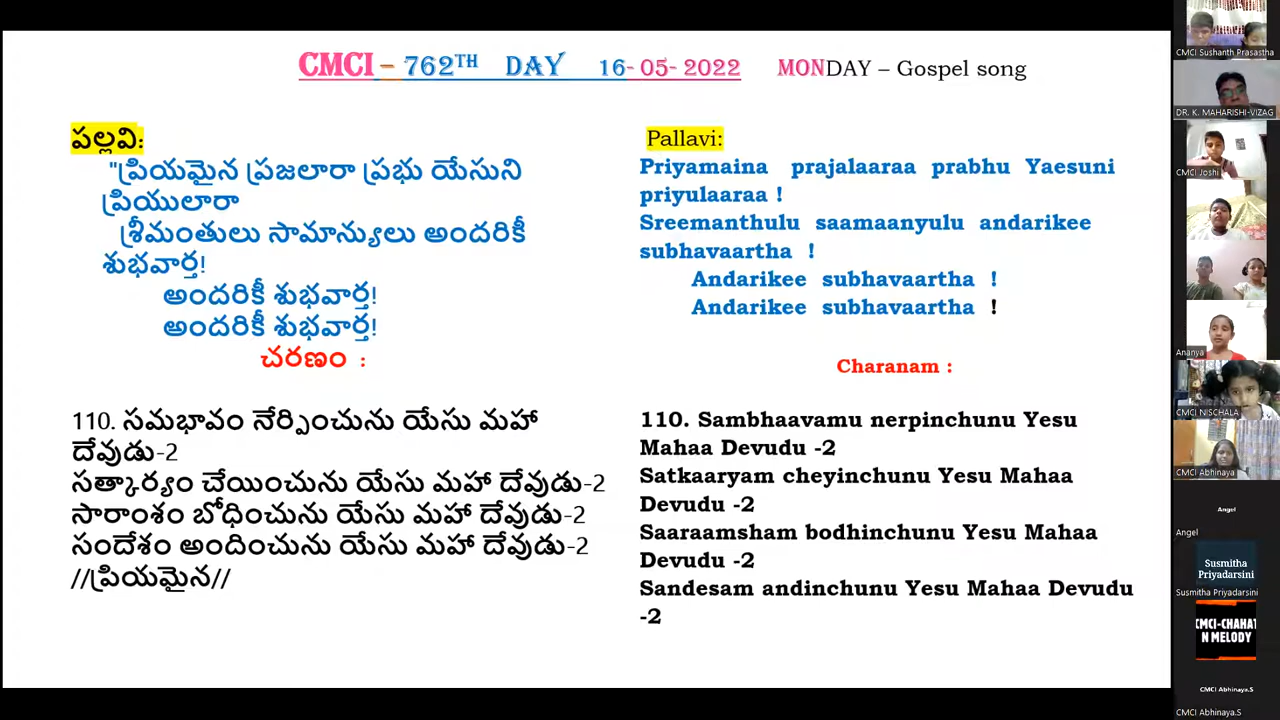 CMCI – 762TH DAY 16- 05- 2022 MONDAY – Gospel song
పల్లవి:
"ప్రియమైన ప్రజలారా ప్రభు యేసుని
ప్రియులారా
శ్రీమంతులు సామాన్యులు అందరికీ
శుభవార్త!
అందరికీ శుభవార్త!
అందరికీ శుభవార్త!
చరణం :
110. సమభావం నేర్పించును యేసు మహా
దేవుడు-2
సత్కార్యం చేయించును యేసు మహా దేవుడు-2
సారాంశం బోధించును యేసు మహా దేవుడు-2
సందేశం అందించును యేసు మహా దేవుడు-2
//ప్రియమైన//
Pallavi:
Priyamaina prajalaaraa prabhu Yaesuni
priyulaaraa !
Sreemanthulu saamaanyulu andarikee
subhavaartha !
Andarikee subhavaartha !
Andarikee subhavaartha !
Charanam :
110. Sambhaavamu nerpinchunu Yesu
Mahaa Devudu -2
Satkaaryam cheyinchunu Yesu Mahaa
Devudu -2
Saaraamsham bodhinchunu Yesu Mahaa
Devudu -2
Sandesam andinchunu Yesu Mahaa Devudu
-2
CMCI Sushanth Prasastha
DR. K. MAHARISHI-VIZAG
CMCI Joshi
Ananya
CMCI NISCHALA
CMCI Abhinaya
Angel
Angel
Susmitha
Priyadarsini
Susmitha Priyadarsini
CMCI-CHAHAT
N MELODY
CMCI Abhinaya.S
CMCI Abhinaya.S